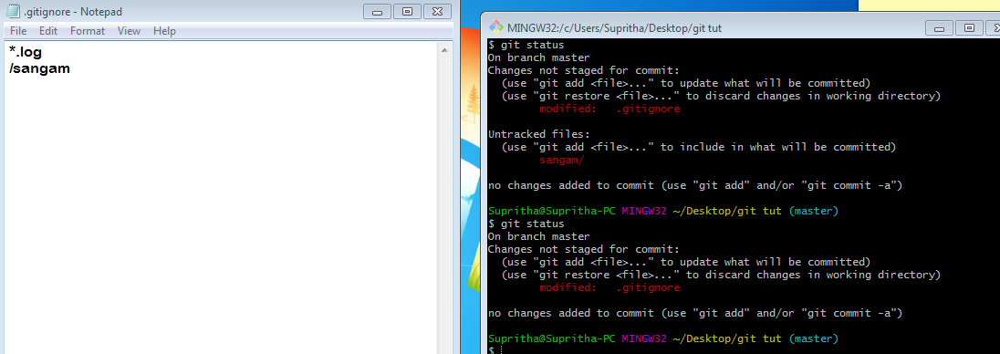 .gitignore - Notepad
File Edit Format View Help
*.log
/sangam
MINGW32:/c/Users/Supritha/Desktop/git tut
$ git status
On branch master
Changes not staged for commit:
(use "git add <file>..." to update what will be committed)
(use "git restore <file>..." to discard changes in working directory)
modified: .gitignore
Untracked files:
(use "git add <file>..." to include in what will be committed)
sangam/
no changes added to commit (use "git add" and/or "git commit -a")
Supritha@Supritha-PC MINGW32 ~/Desktop/git tut (master)
$ git status
On branch master
Changes not staged for commit:
(use "git add <file>..." to update what will be committed)
(use "git restore <file>..." to discard changes in working directory)
modified: .gitignore
no changes added to commit (use "git add" and/or "git commit -a")
Supritha@Supritha-PC MINGW32 ~/Desktop/git tut (master)
$